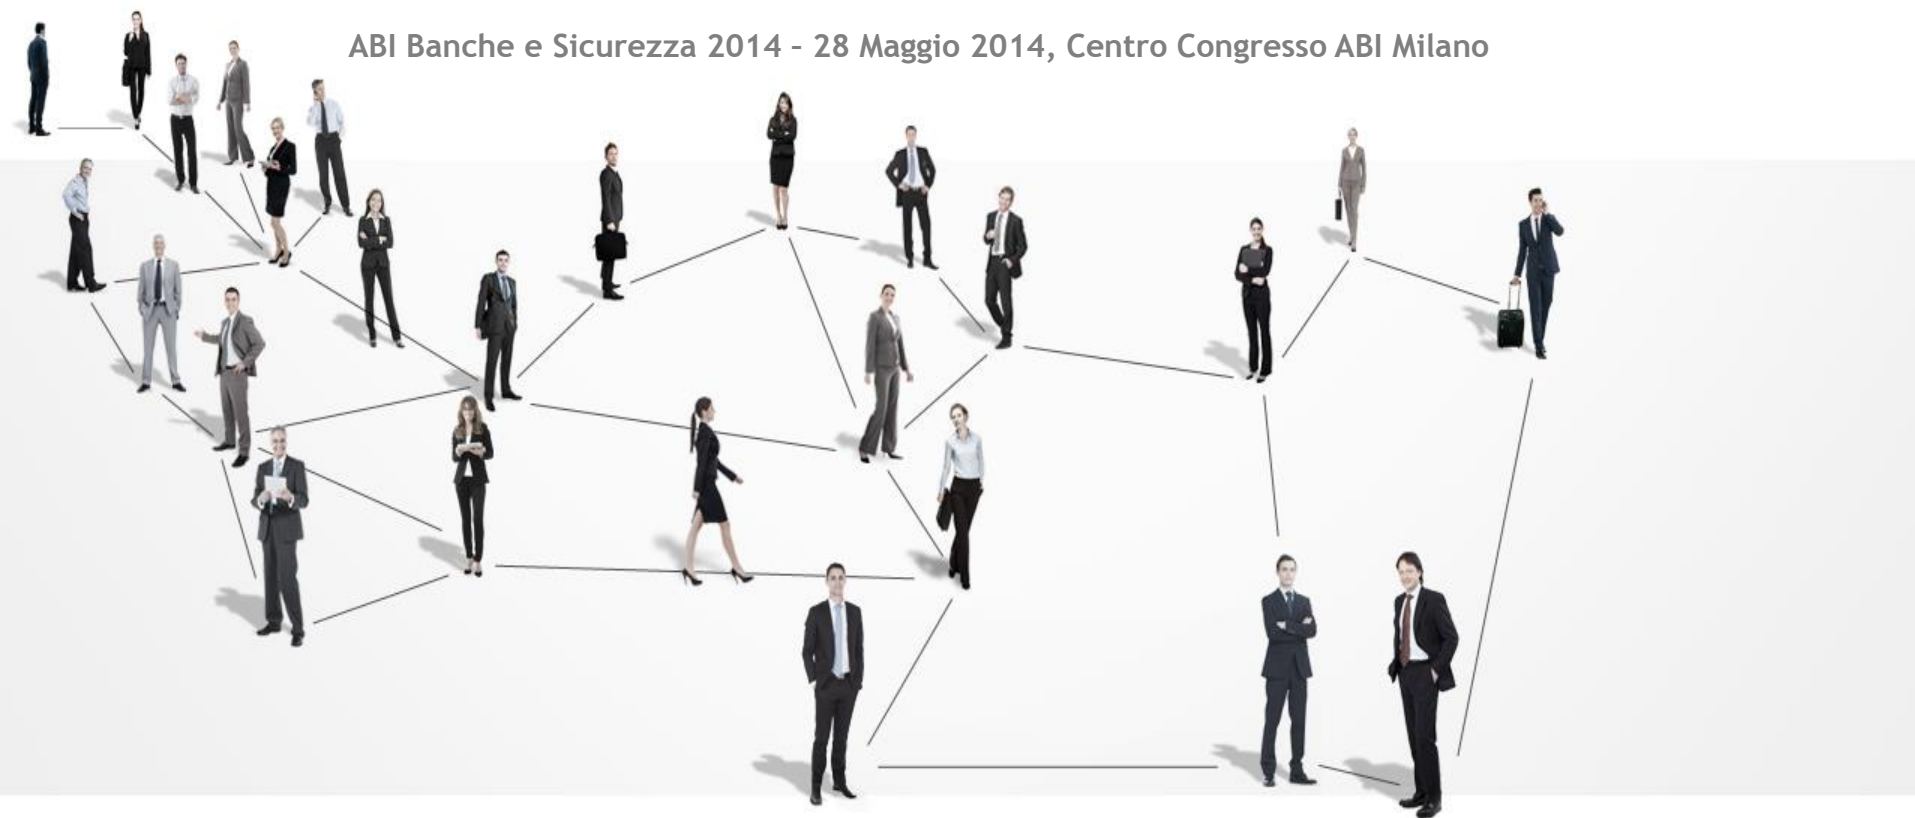 ABI Banche e Sicurezza 2014 – 28 Maggio 2014, Centro Congresso ABI Milano